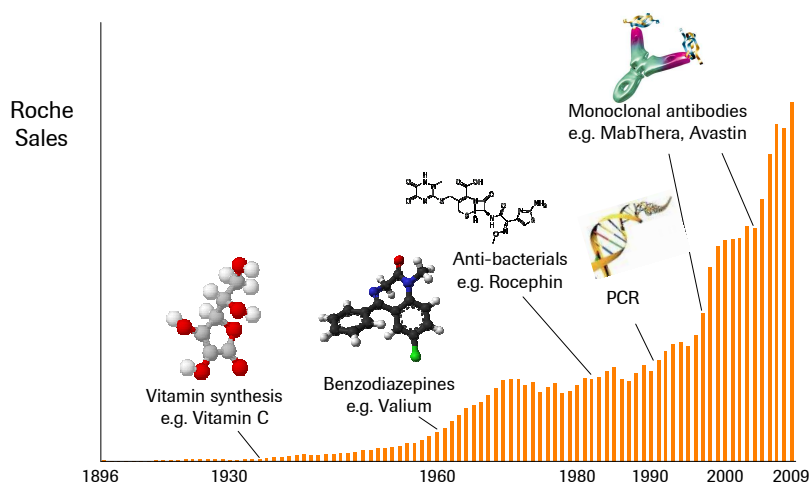 Roche
Sales
Monoclonal antibodies
e.g. MabThera, Avastin
Anti-bacterials
e.g. Rocephin
PCR
Benzodiazepines
e.g. Valium
Vitamin synthesis
e.g. Vitamin C
1896 1930 1960 1980 1990 2000 2009